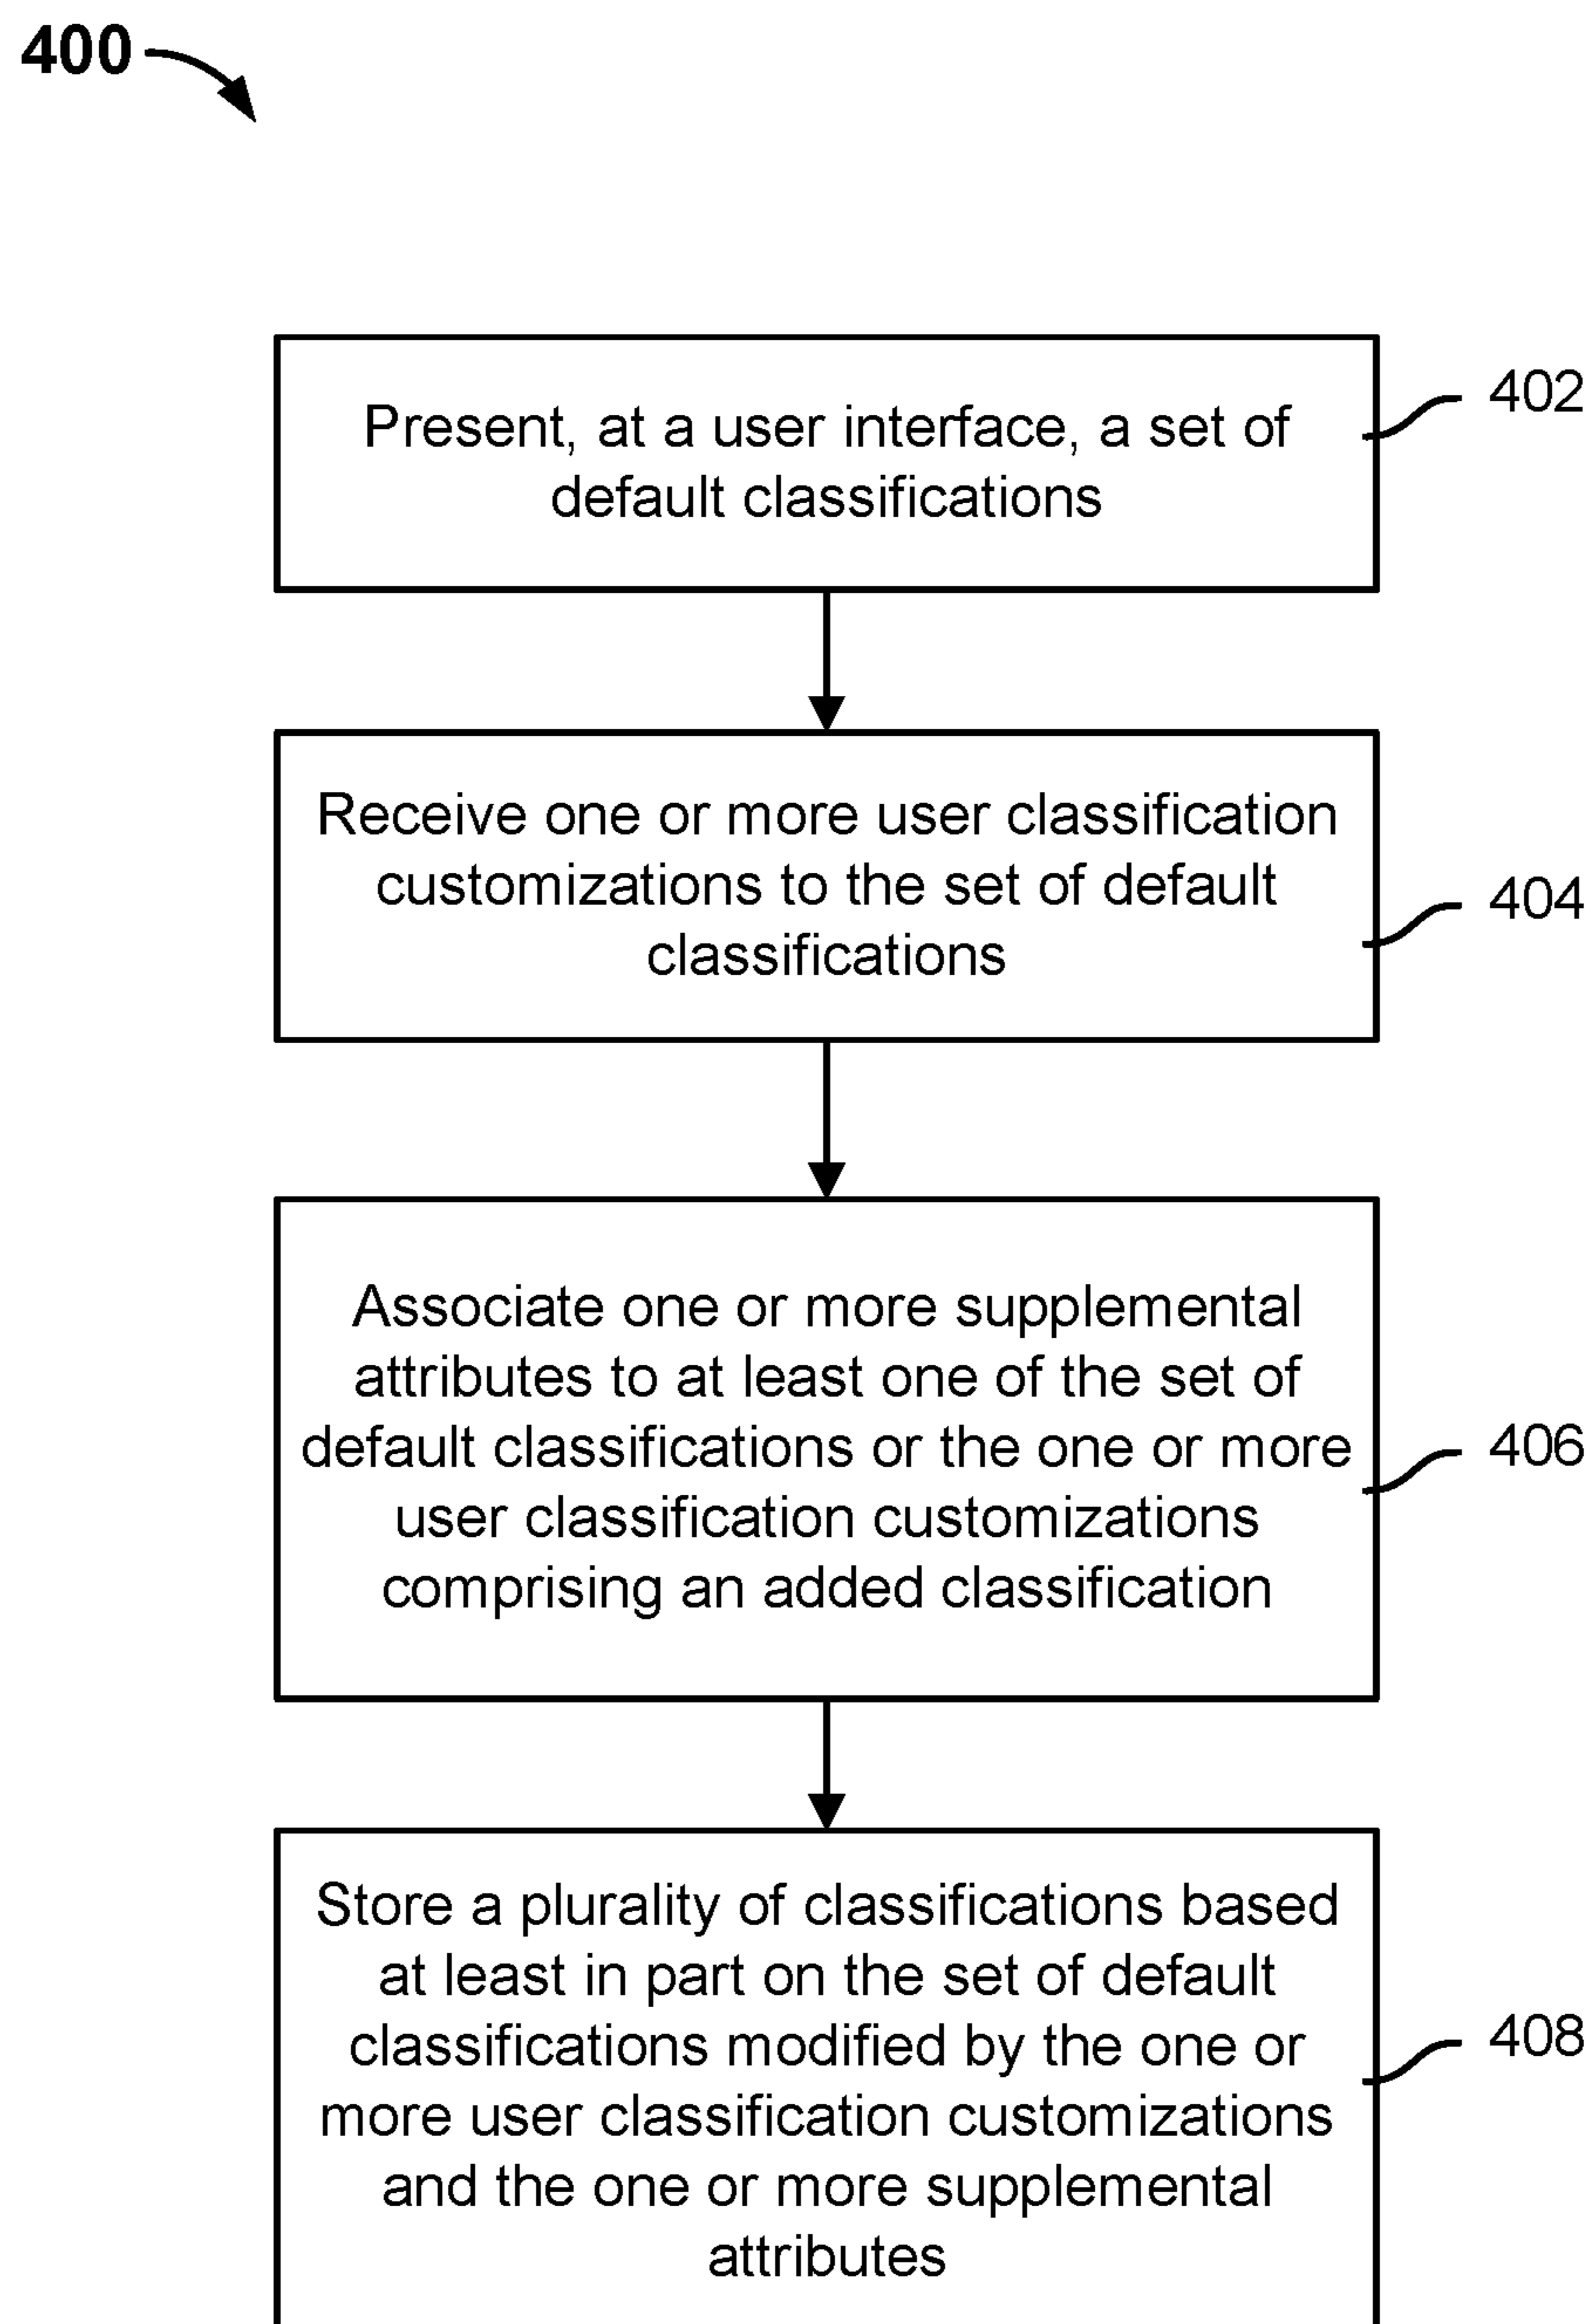 400
Present, at a user interface, a set of
default classifications
402
Receive one or more user classification
customizations to the set of default
classifications
404
Associate one or more supplemental
attributes to at least one of the set of
default classifications or the one or more
user classification customizations
comprising an added classification
406
Store a plurality of classifications based
at least in part on the set of default
classifications modified by the one or
more user classification customizations
and the one or more supplemental
attributes
408